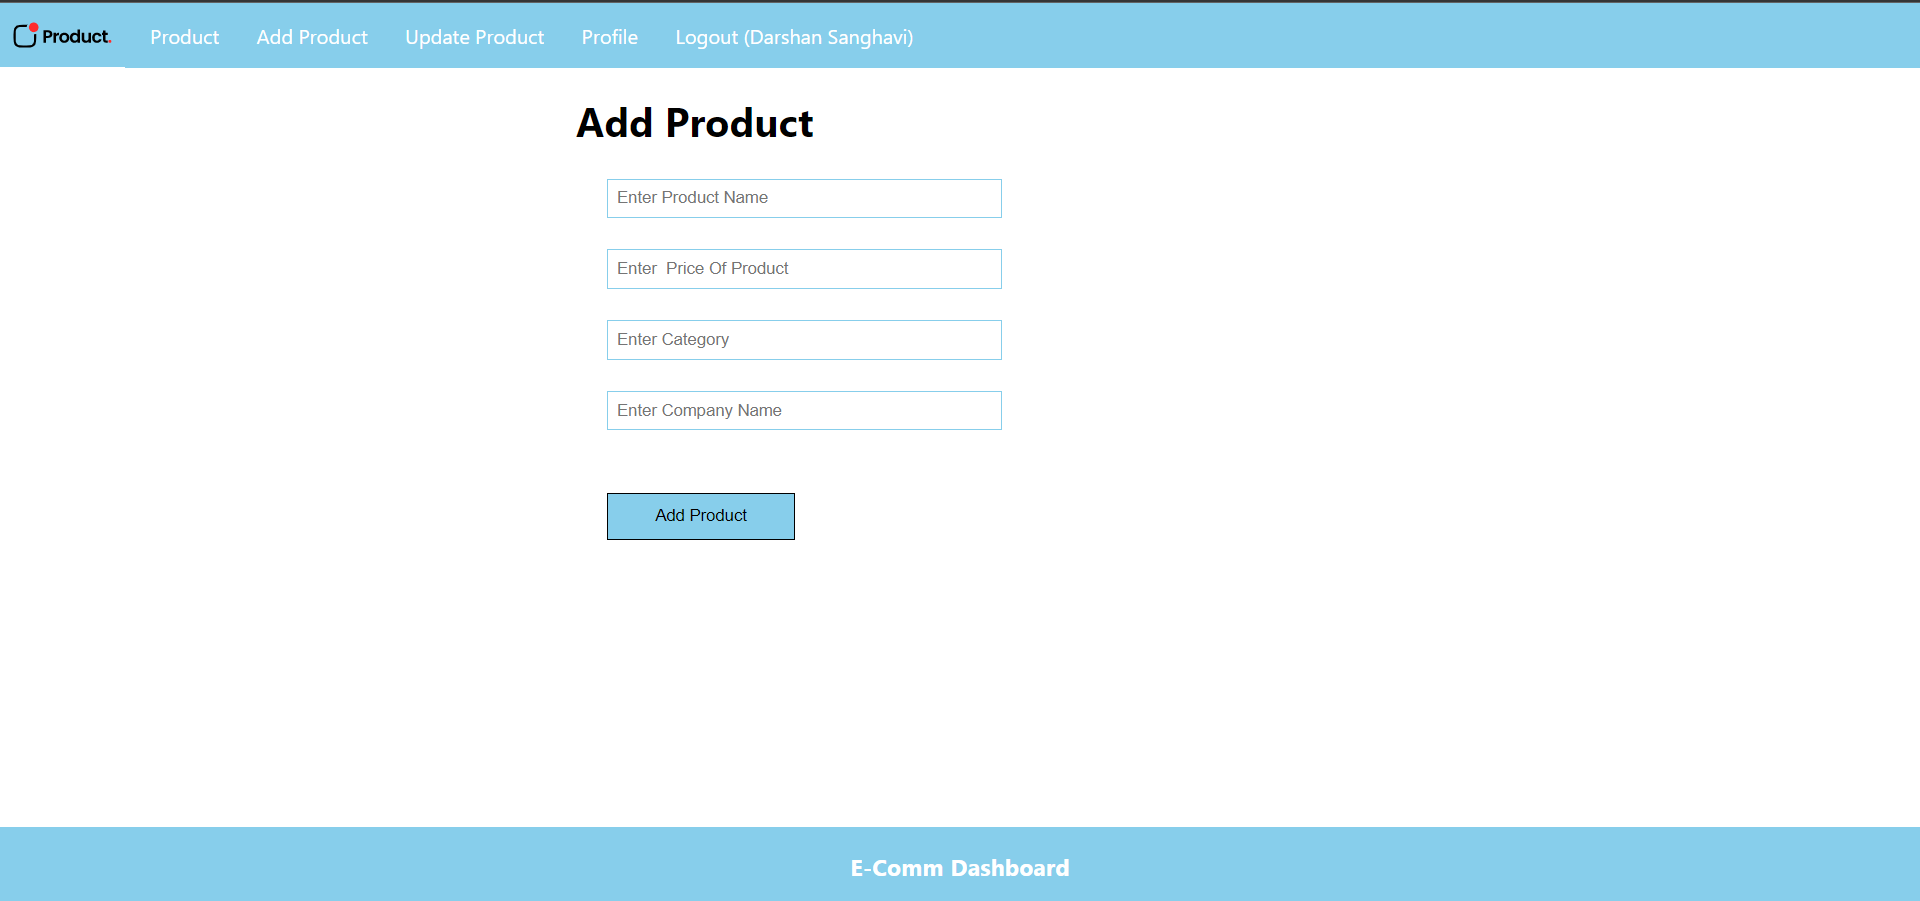 Product. Product Add Product Update Product Profile Logout (Darshan Sanghavi)
Add Product
Enter Product Name
Enter  Price Of Product
Enter Category
Enter Company Name
Add Product
E-Comm Dashboard